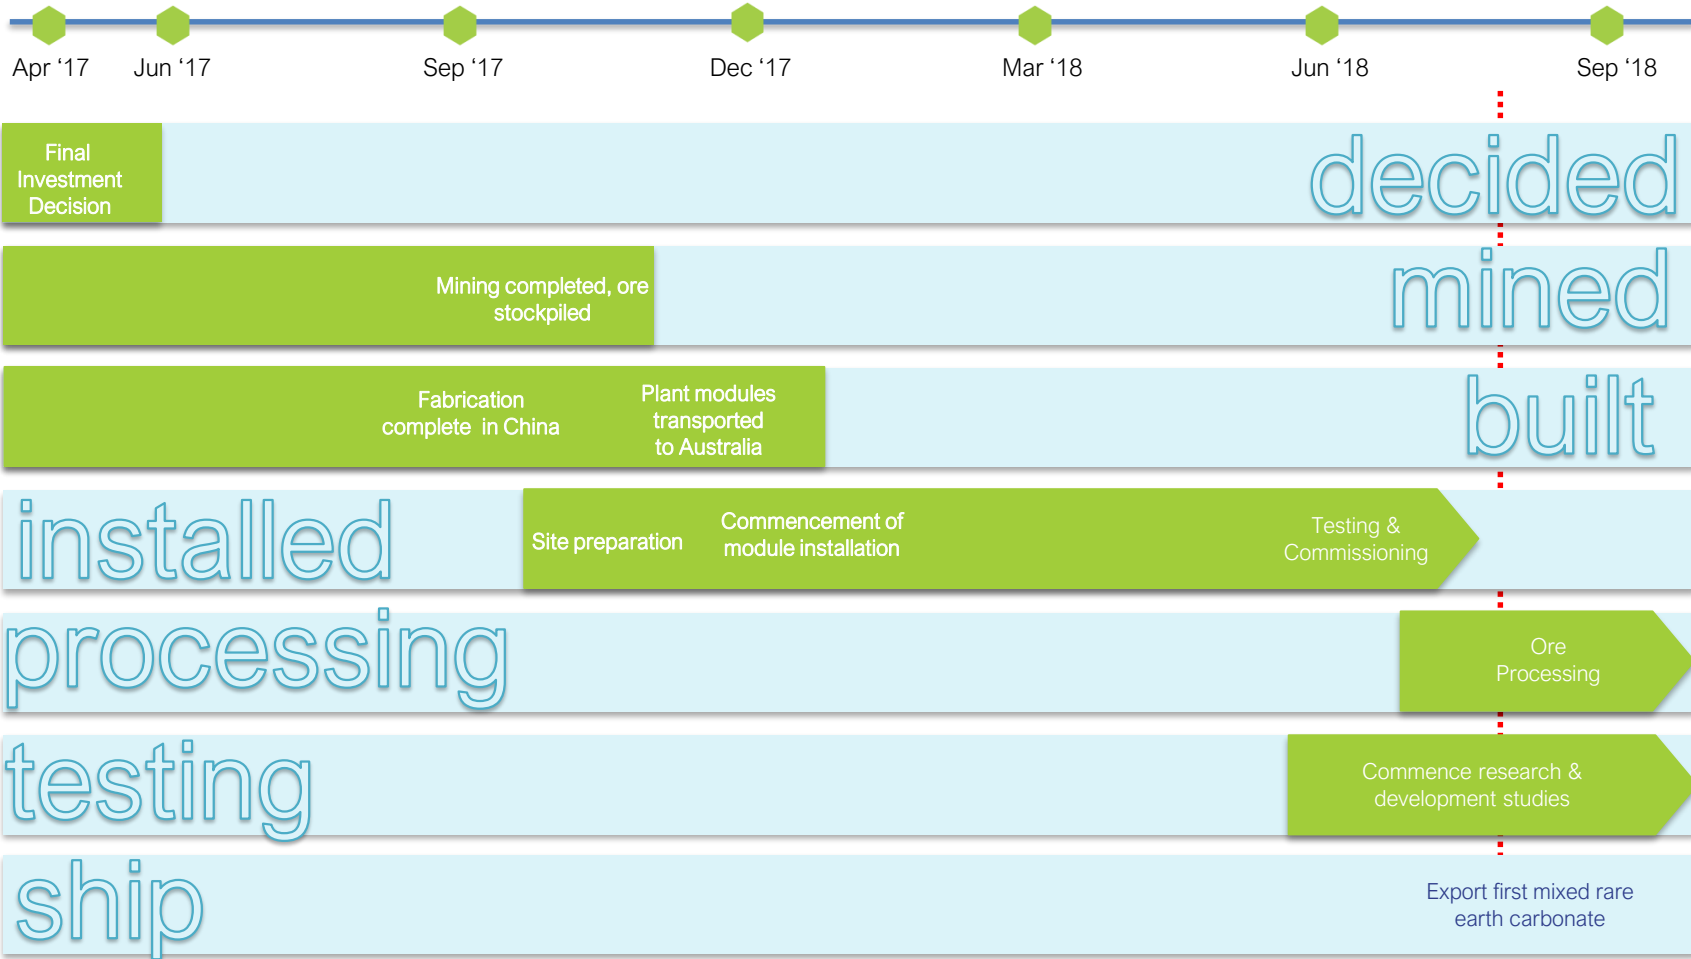 Apr ‘17 Jun ‘17 Sep ‘17 Dec ‘17 Mar ‘18 Jun ‘18 Sep ‘18
Final
Investment
Decision
decided
Mining completed, ore
stockpiled
mined
Fabrication
complete in China
Plant modules
transported
to Australia
built
installed
Site preparation
Commencement of
module installation
Testing &
Commissioning
processing
Ore
Processing
testing
Commence research &
development studies
ship
Export first mixed rare
earth carbonate